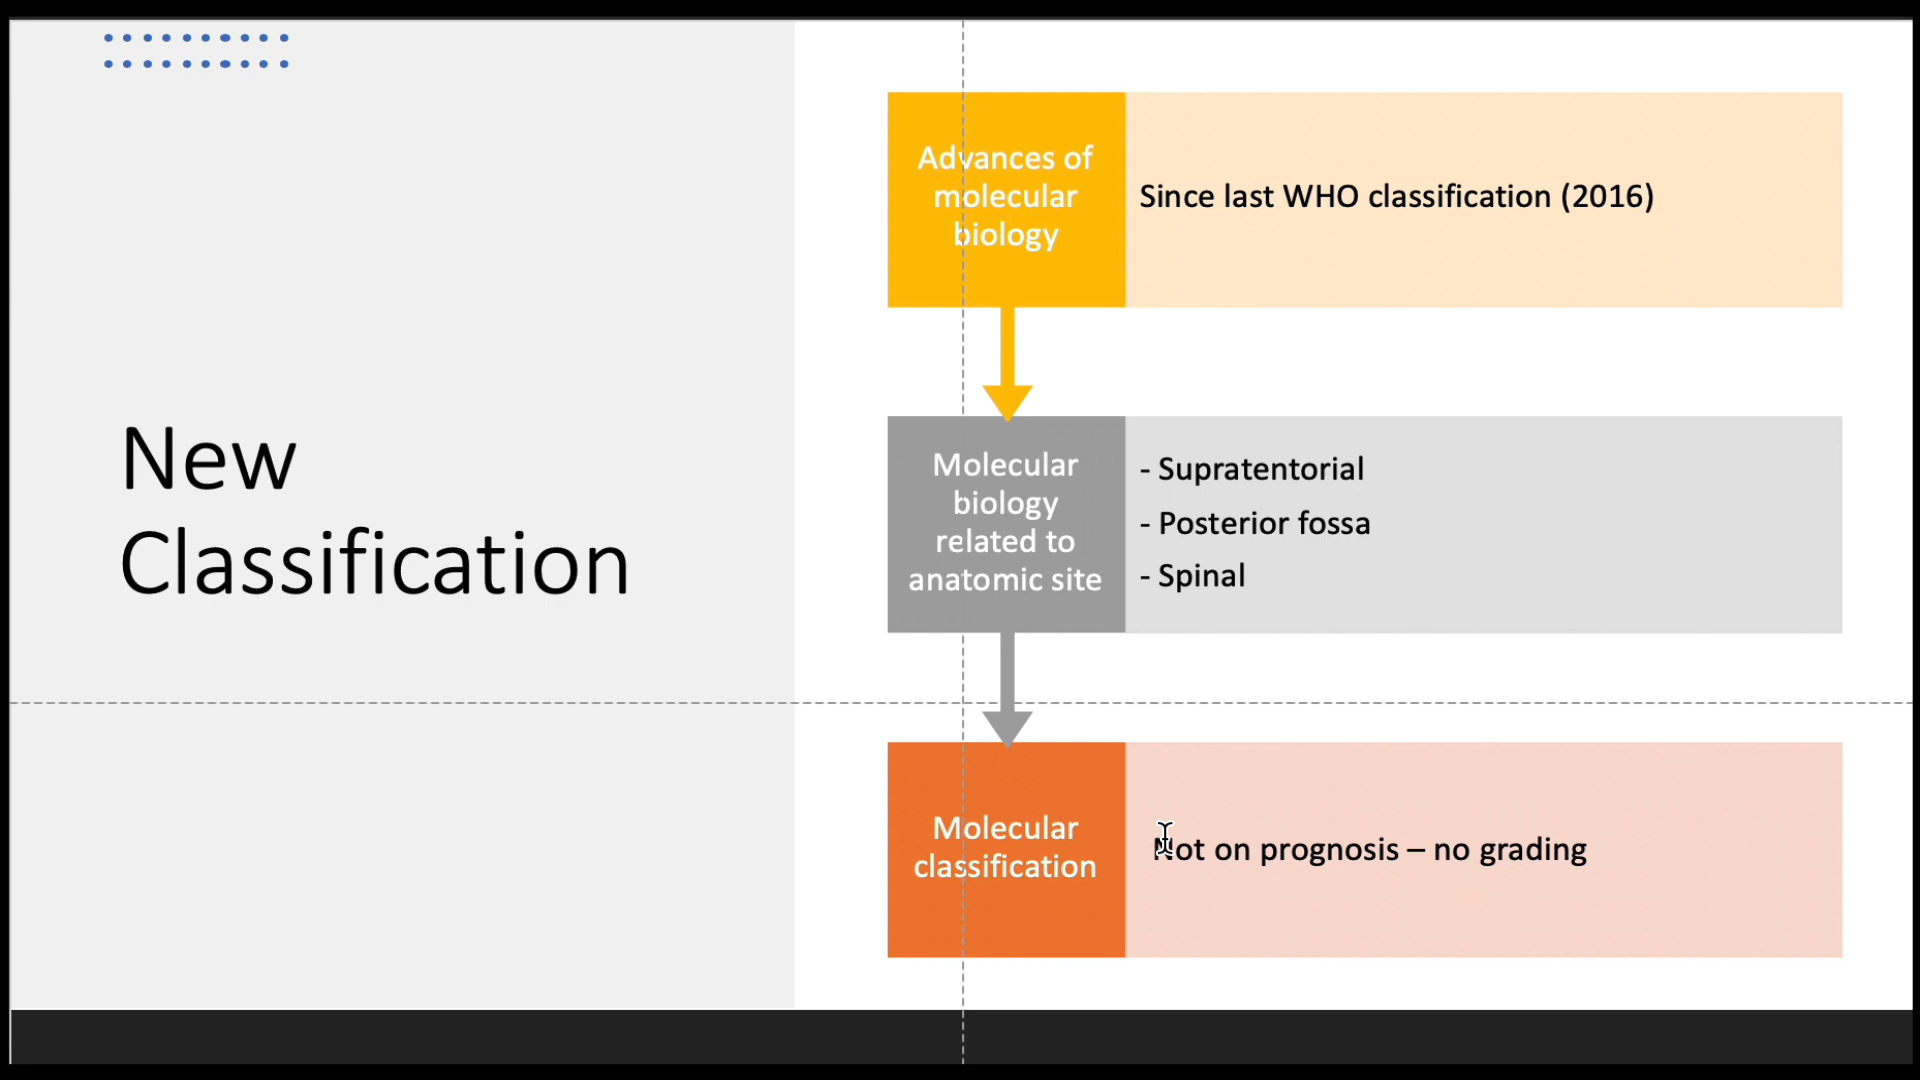 New
Classification
Advances of
molecular
biology
Since last WHO classification (2016)
Molecular
biology
related to
anatomic site
- Supratentorial
- Posterior fossa
- Spinal
Molecular
classification
Not on prognosis – no grading